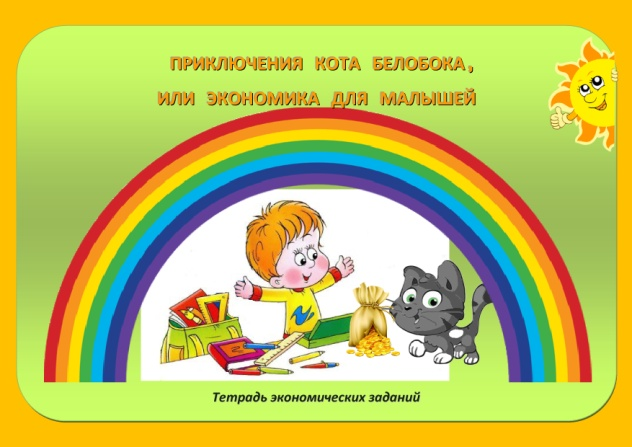 ПРИКЛЮЧЕНИЯ КОТА БЕЛОБОКА,
ИЛИ ЭКОНОМИКА ДЛЯ МАЛЫШЕЙ
Тетрадь экономических заданий